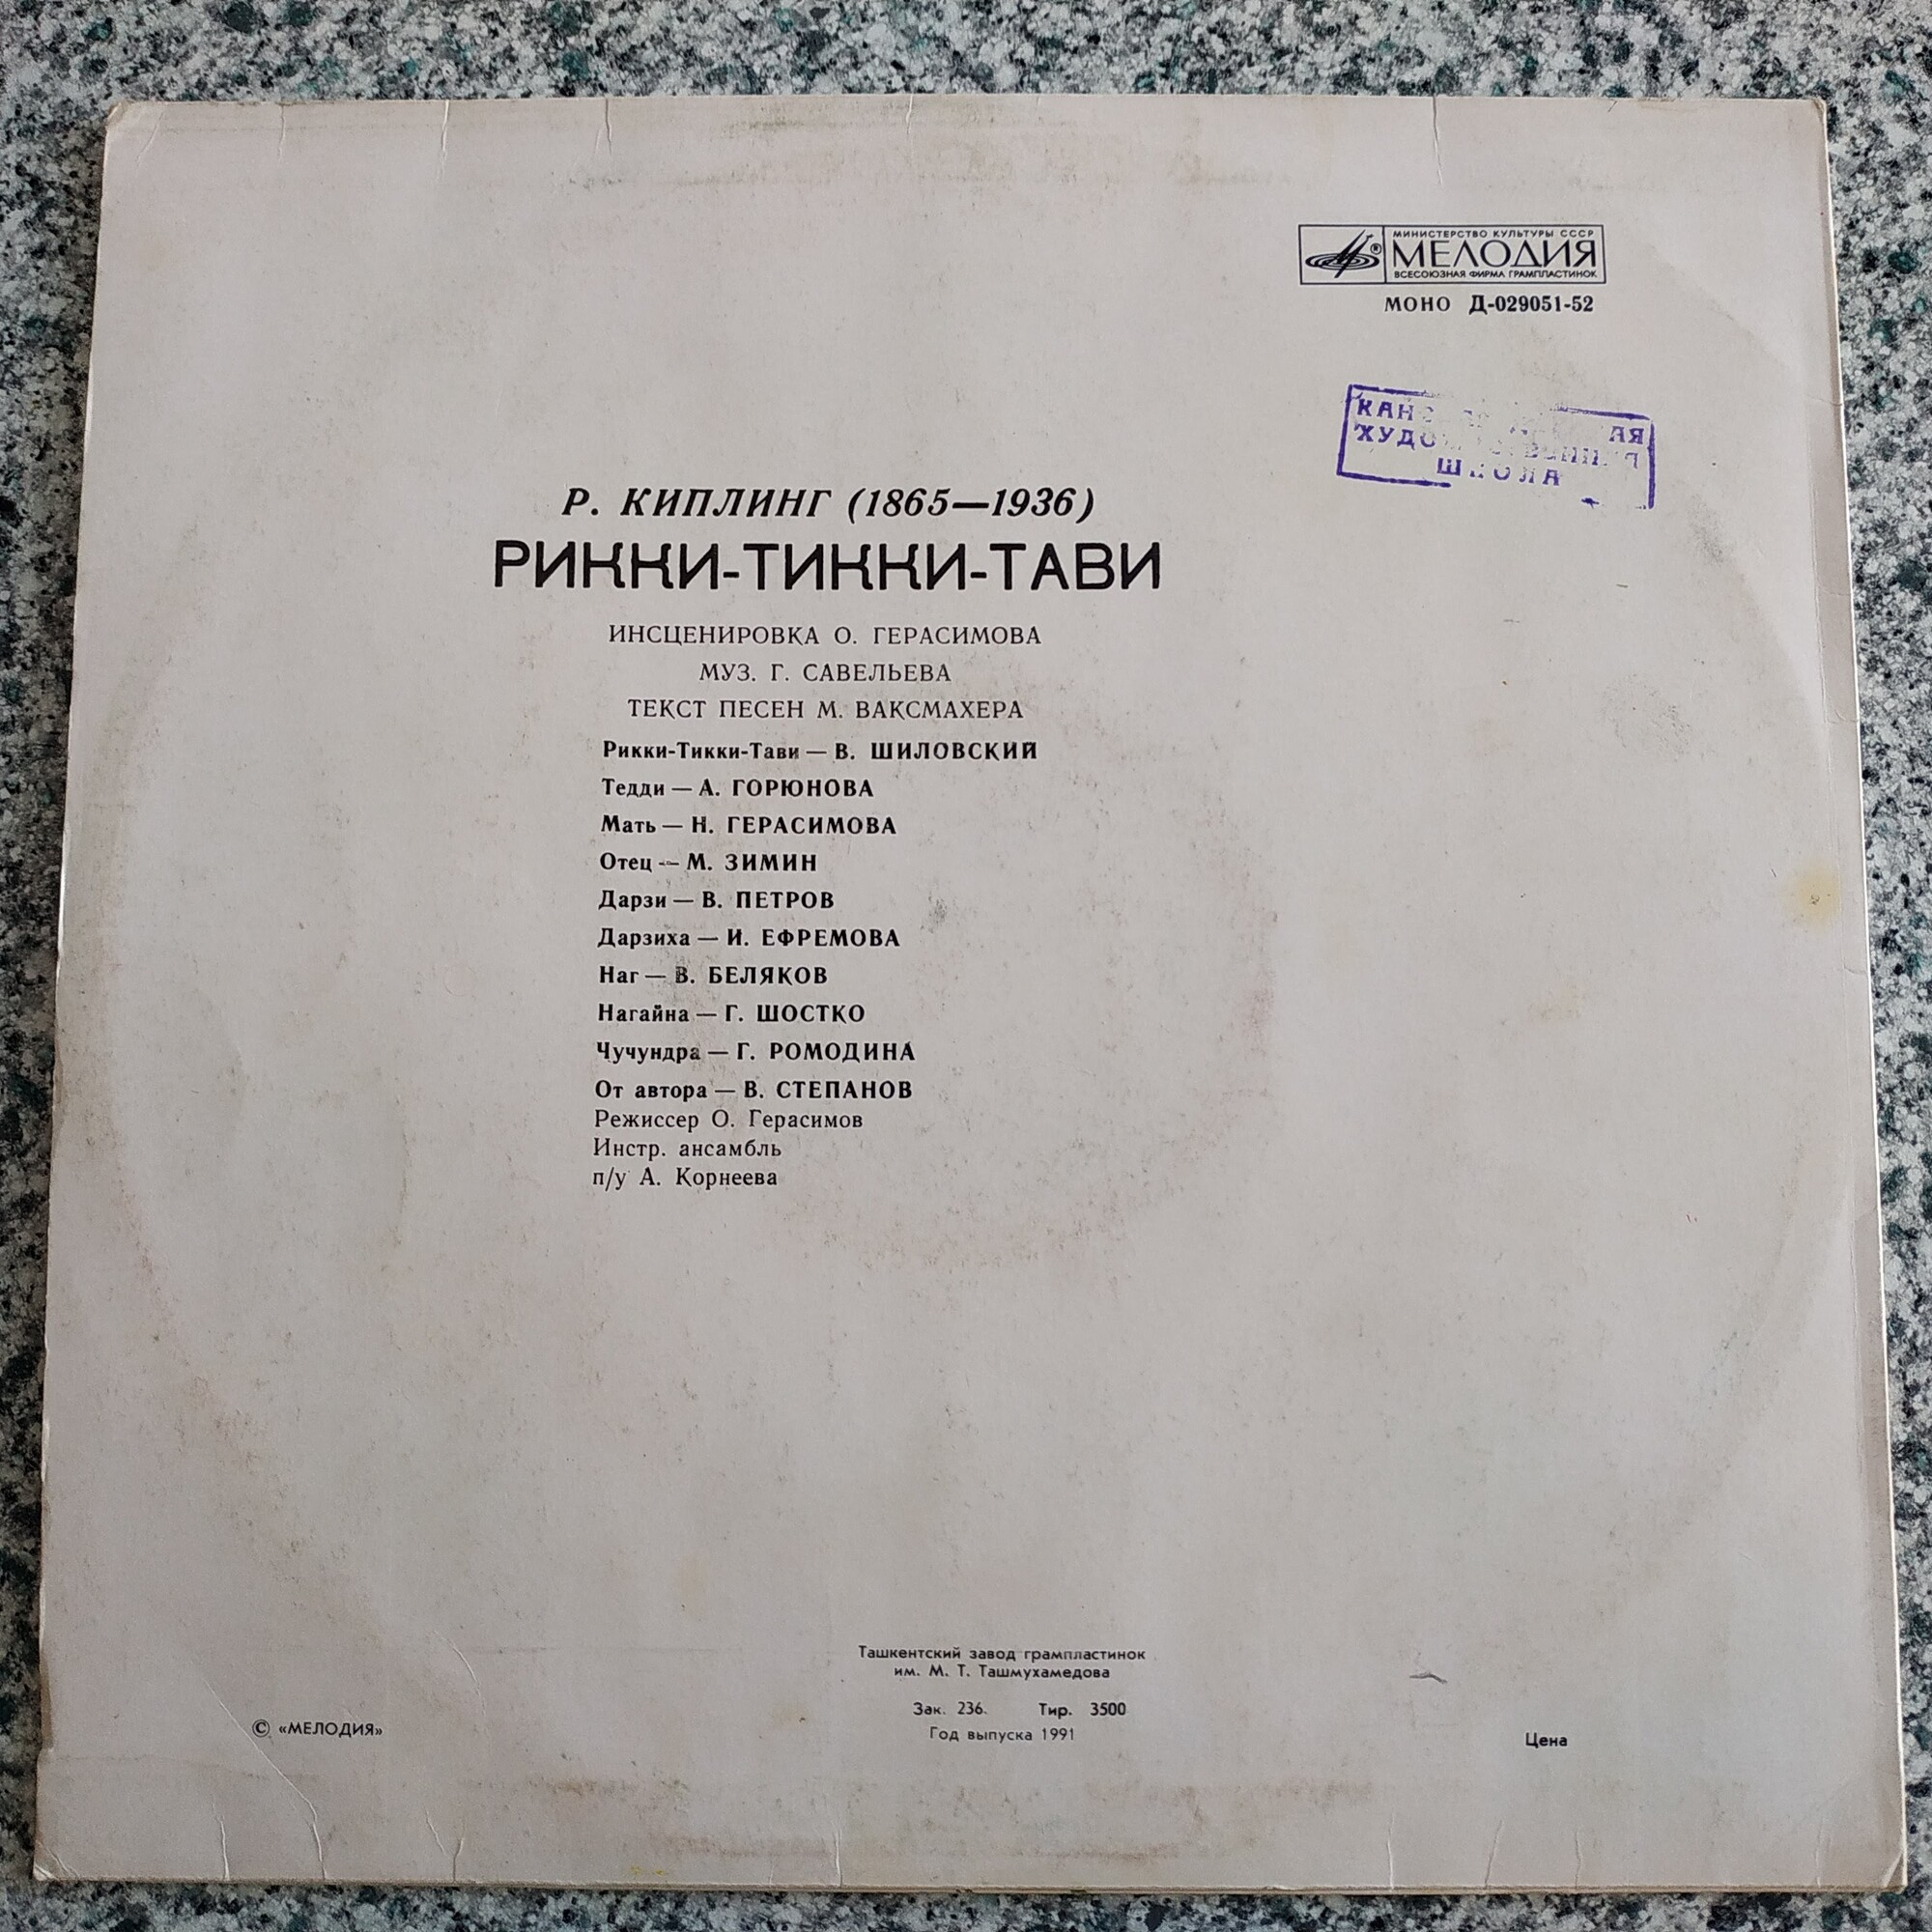 МИНИСТЕРСТВО КУЛЬТУРЫ СССР
МЕЛОДИЯ
ВСЕСОЮЗНАЯ ФИРМА ГРАМПЛАСТИНОК
МОНО Д-029051-52
ШКОЛА
Р. КИПЛИНГ (1865—1936)
РИККИ-ТИККИ-ТАВИ
ИНСЦЕНИРОВКА О. ГЕРАСИМОВА
МУЗ. Г. САВЕЛЬЕВА
ТЕКСТ ПЕСЕН М. ВАКСМАХЕРА
Рикки-Тикки-Тави — В. ШИЛОВСКИЙ
Тедди — А. ГОРЮНОВА
Мать — Н. ГЕРАСИМОВА
Отец — М. ЗИМИН
Дарзи — В. ПЕТРОВ
Дарзиха — И. ЕФРЕМОВА
Наг — В. БЕЛЯКОВ
Нагайна — Г. ШОСТКО
Чучундра — Г. РОМОДИНА
От автора — В. СТЕПАНОВ
Режиссер О. Герасимов
Инстр. ансамбль
п/у А. Корнеева
Ташкентский завод грампластинок
им. М. Т. Ташмухамедова
Зак. 236. Тир. 3500
Год выпуска 1991
© «МЕЛОДИЯ»
Цена